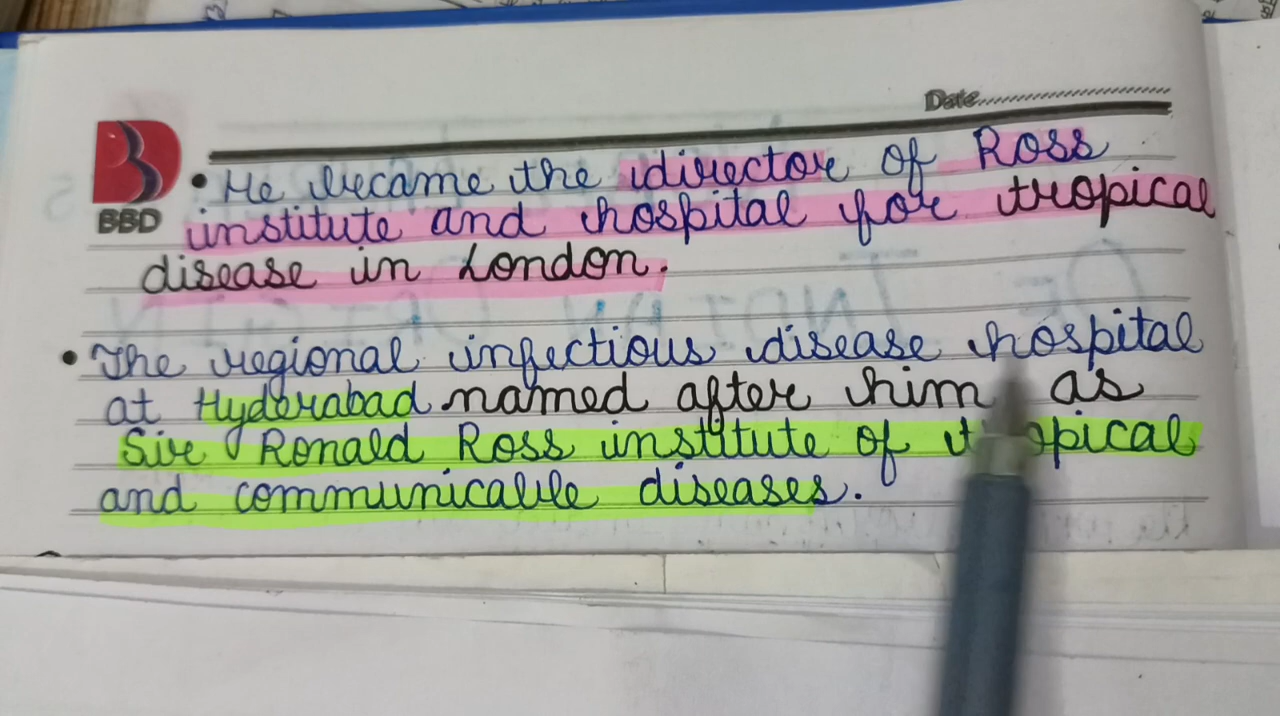 Date
BBD
• He became the director of Ross
institute and hospital for tropical
disease in London.
• The regional infectious disease hospital
at Hyderabad named after him as
Sir Ronald Ross institute of tropical
and communicable diseases.